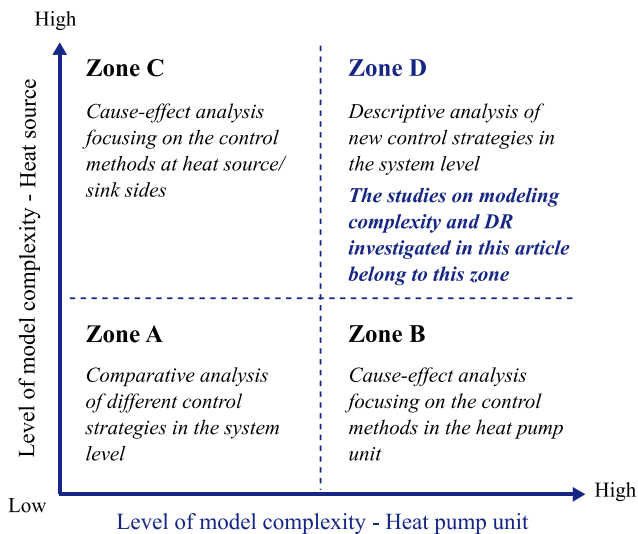 High
Level of model complexity - Heat source
Zone C
Cause-effect analysis
focusing on the control
methods at heat source/
sink sides
Zone D
Descriptive analysis of
new control strategies in
the system level
The studies on modeling
complexity and DR
investigated in this article
belong to this zone
Zone A
Comparative analysis
of different control
strategies in the system
level
Zone B
Cause-effect analysis
focusing on the control
methods in the heat pump
unit
Low
High
Level of model complexity - Heat pump unit